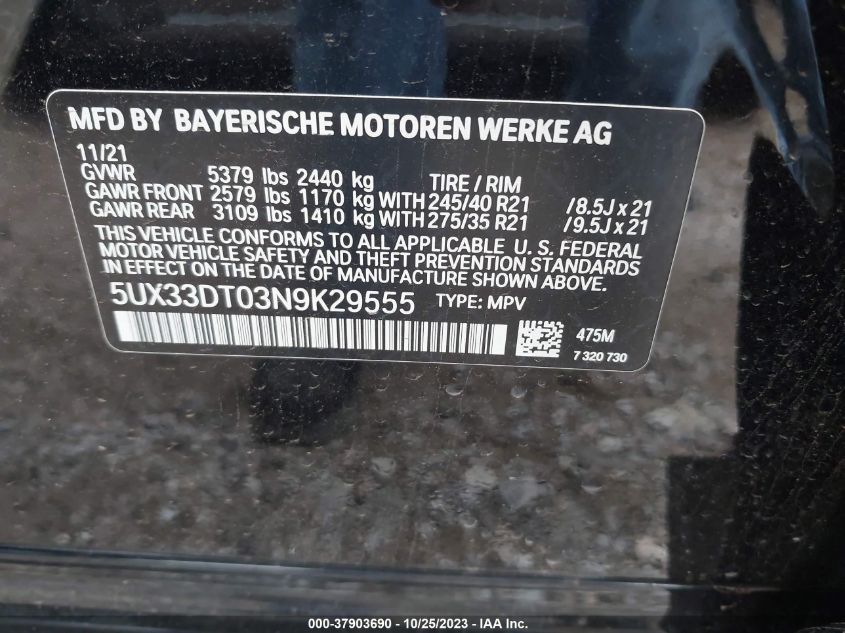 MFD BY BAYERISCHE MOTOREN WERKE AG
11/21
GVWR 5379 lbs 2440 kg TIRE / RIM
GAWR FRONT 2579 lbs 1170 kg WITH 245/40 R21 /8.5J x 21
GAWR REAR 3109 lbs 1410 kg WITH 275/35 R21 /9.5J x 21
THIS VEHICLE CONFORMS TO ALL APPLICABLE U. S. FEDERAL
MOTOR VEHICLE SAFETY AND THEFT PREVENTION STANDARDS
IN EFFECT ON THE DATE OF MANUFACTURE SHOWN ABOVE.
5UX33DT03N9K29555 TYPE: MPV
475M
7 320 730
000-37903690 - 10/25/2023 - IAA Inc.